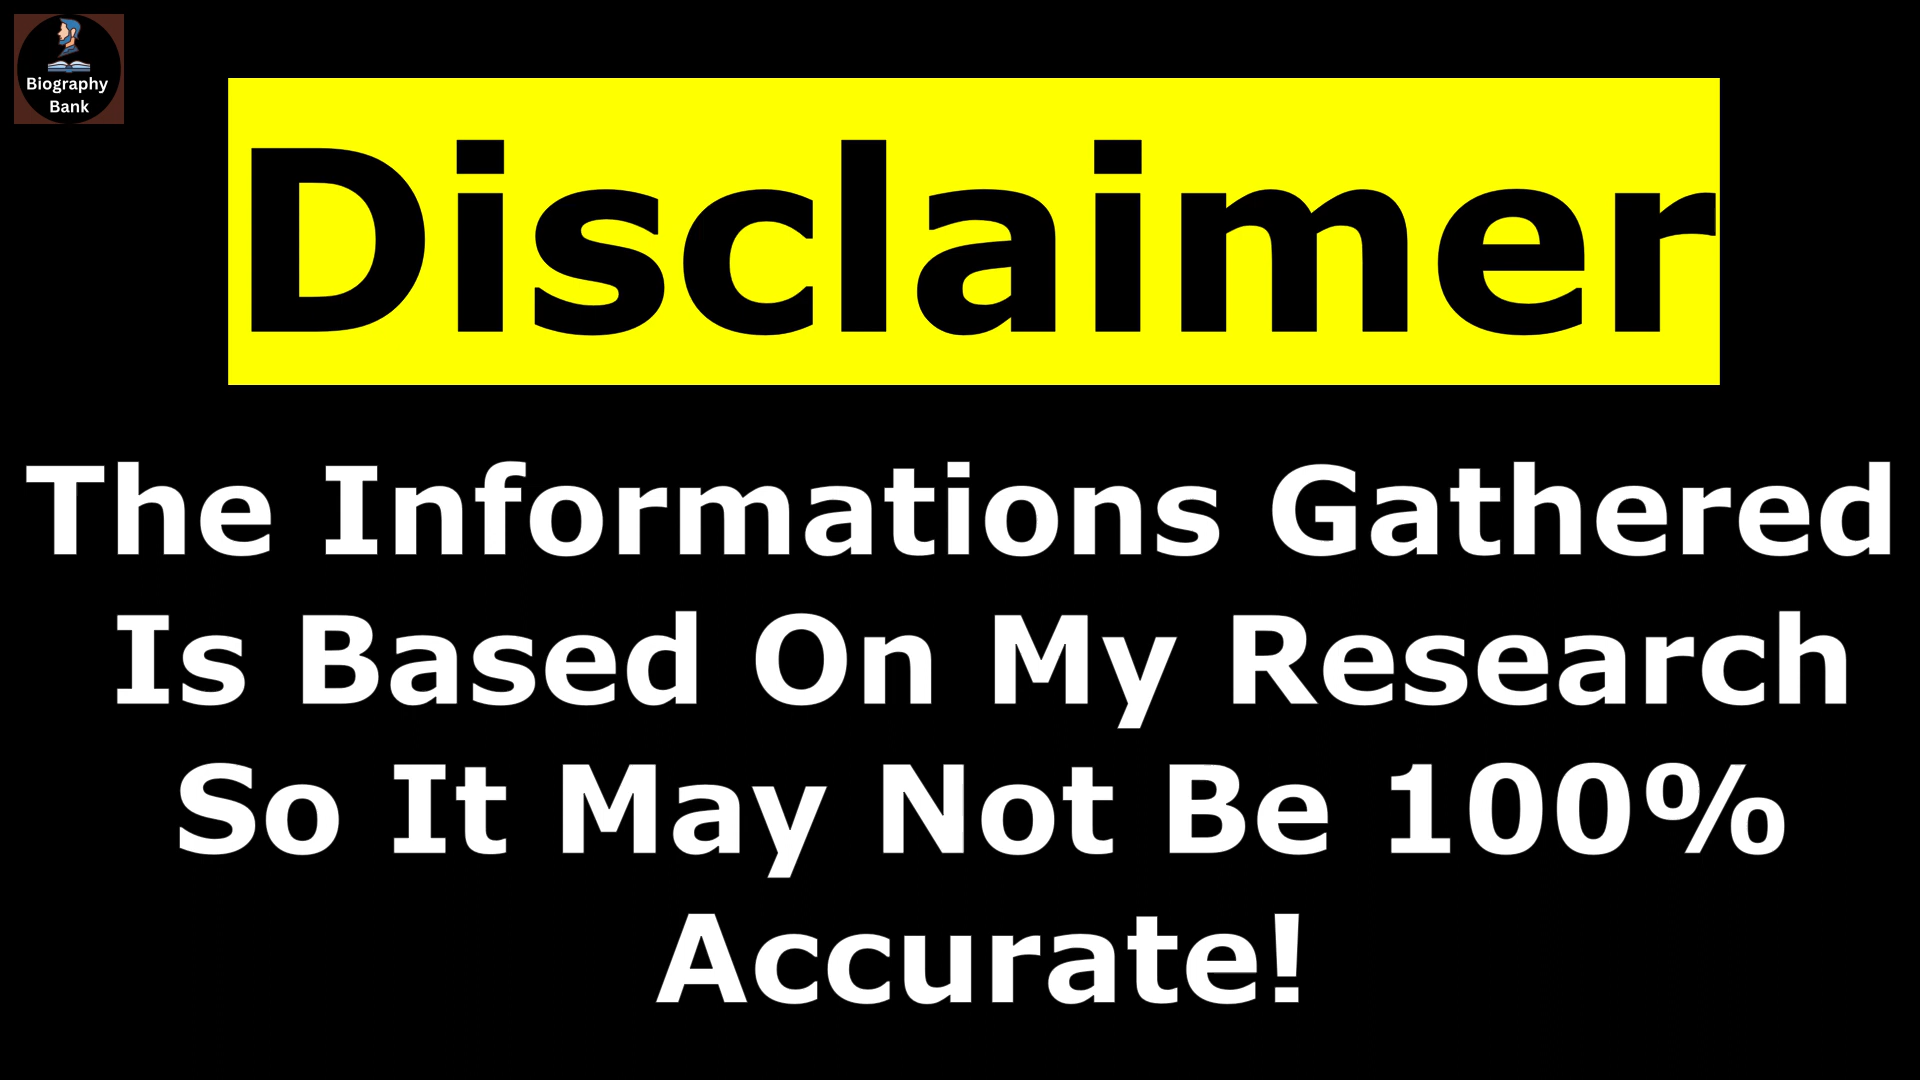 Biography
Bank
Disclaimer
The Informations Gathered
Is Based On My Research
So It May Not Be 100%
Accurate!